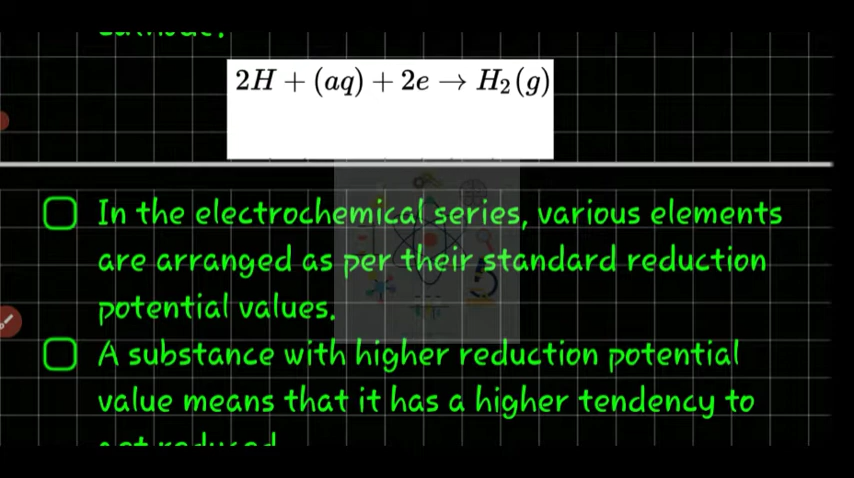 2H + (aq) + 2e → H₂(g)
In the electrochemical series, various elements
are arranged as per their standard reduction
potential values.
A substance with higher reduction potential
value means that it has a higher tendency to